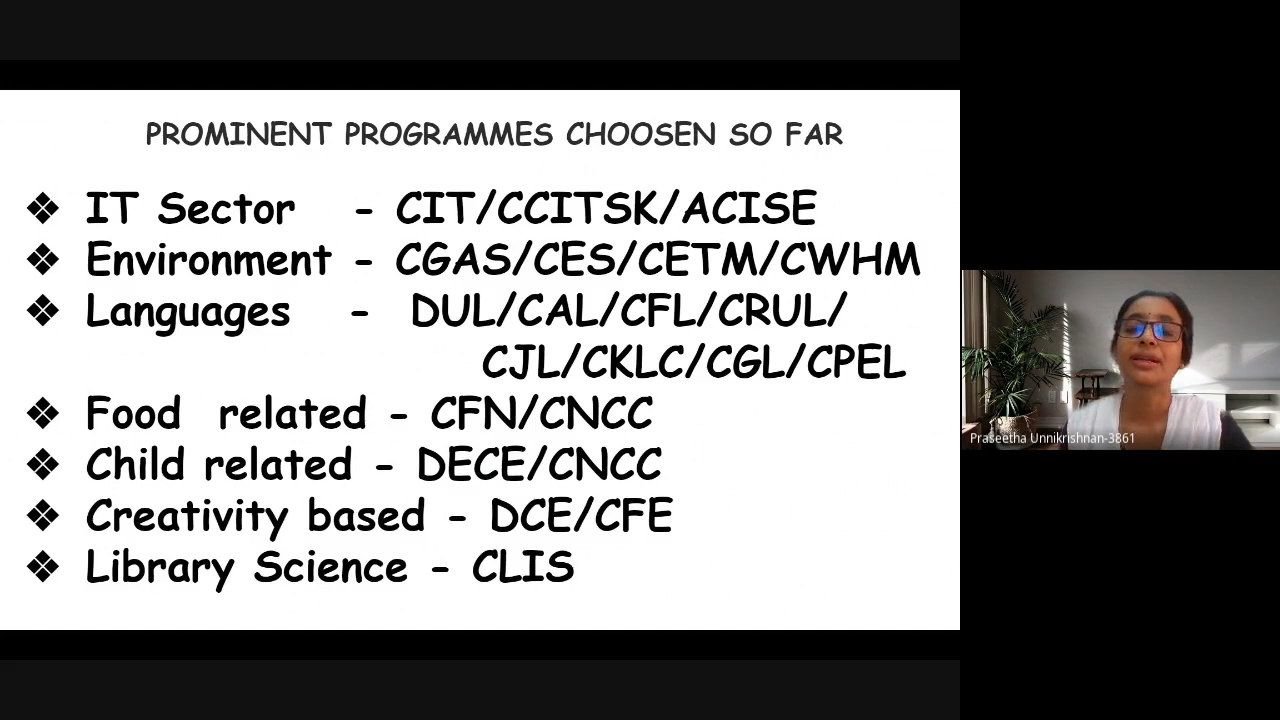 PROMINENT PROGRAMMES CHOOSEN SO FAR
❖ IT Sector - CIT/CCITSK/ACISE
❖ Environment - CGAS/CES/CETM/CWHM
❖ Languages - DUL/CAL/CFL/CRUL/
CJL/CKLC/CGL/CPEL
❖ Food related - CFN/CNCC
❖ Child related - DECE/CNCC
❖ Creativity based - DCE/CFE
❖ Library Science - CLIS
Praseetha Unnikrishnan-3861